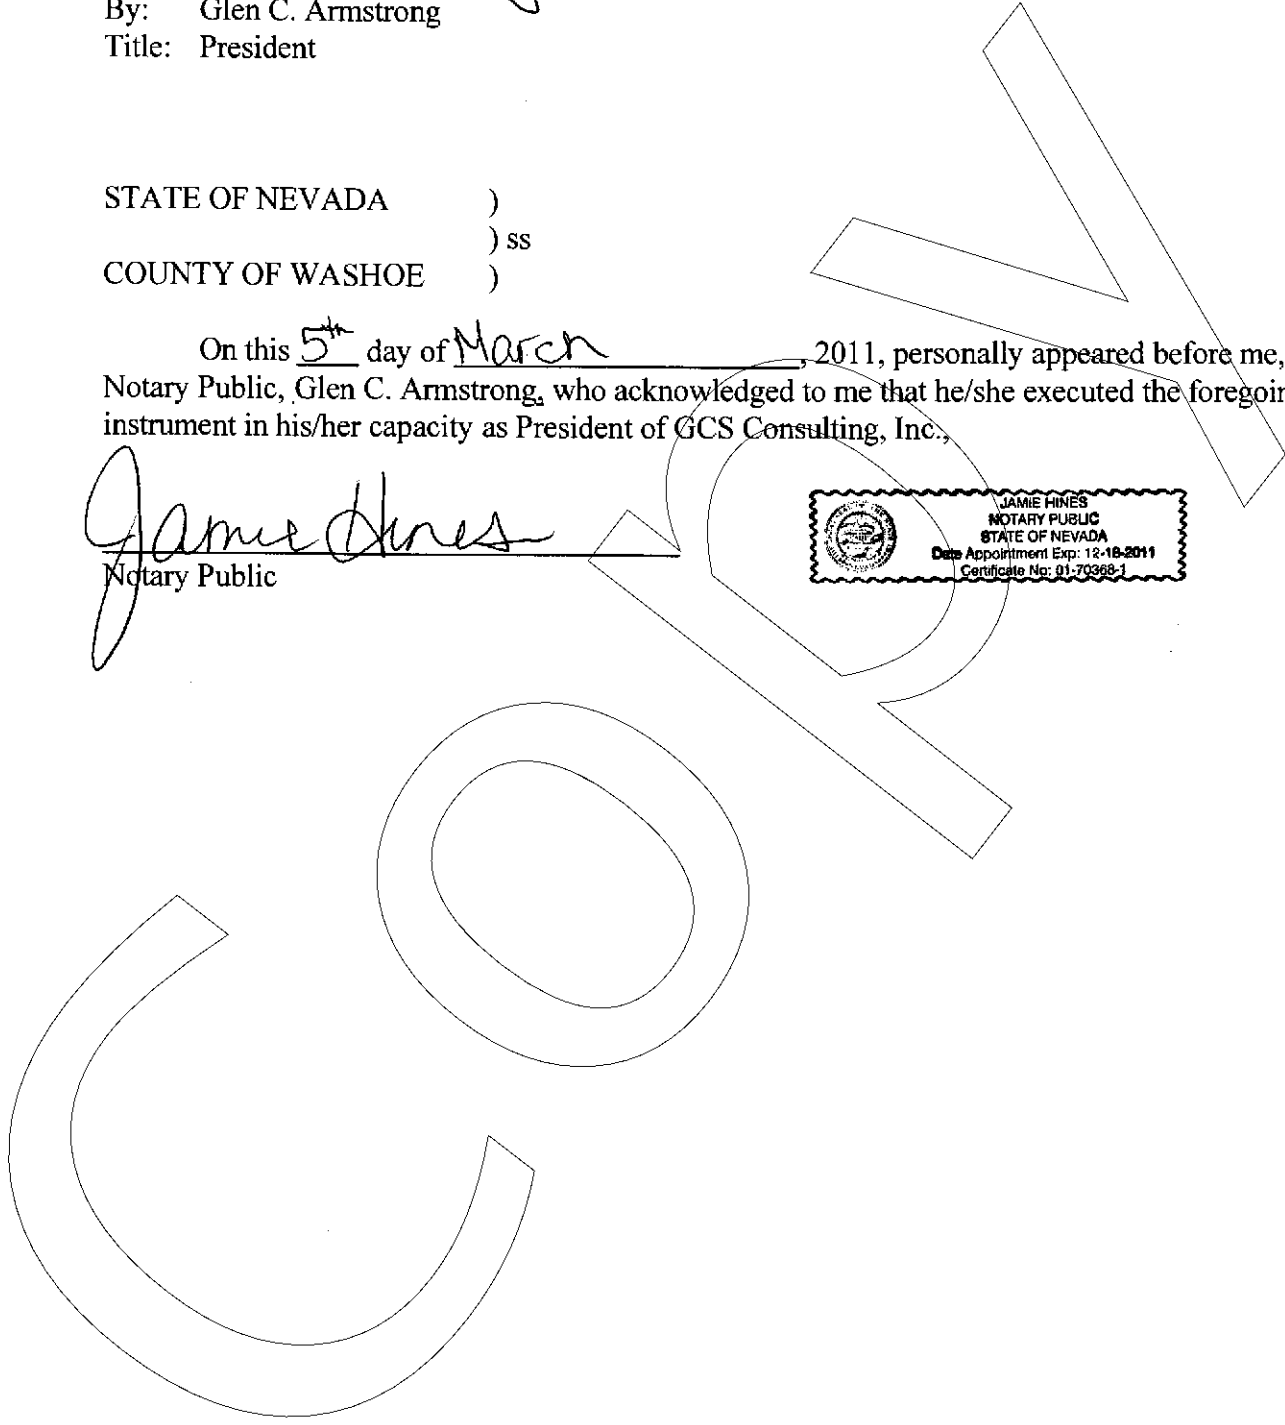 By: Glen C. Armstrong
Title: President
STATE OF NEVADA )
) ss
COUNTY OF WASHOE )
On this 5th day of March, 2011, personally appeared before me,
Notary Public, Glen C. Armstrong, who acknowledged to me that he/she executed the foregoin
instrument in his/her capacity as President of GCS Consulting, Inc.,
Jamie Hines
Notary Public
JAMIE HINES
NOTARY PUBLIC
STATE OF NEVADA
Date Appointment Exp: 12-18-2011
Certificate No: 01-70368-1
COPY